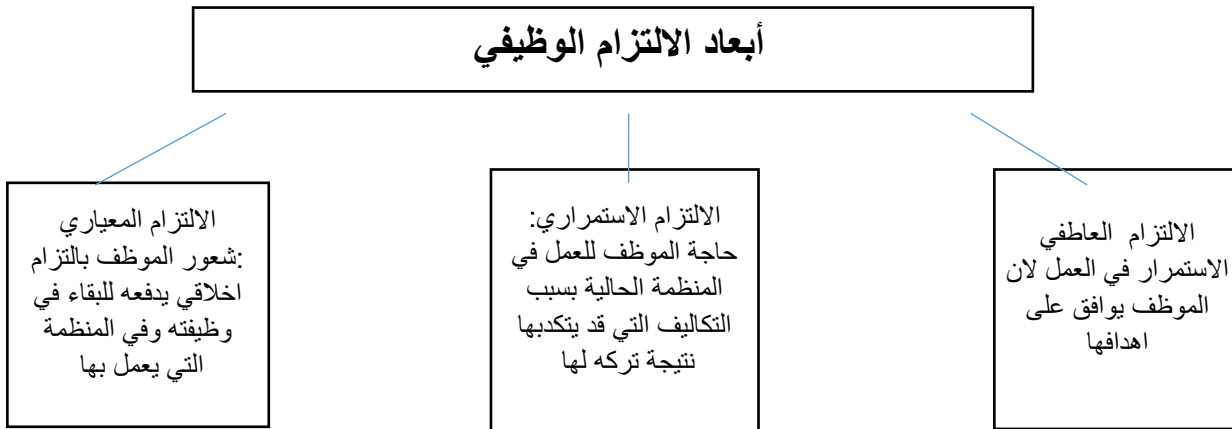 أبعاد الالتزام الوظيفي
الالتزام العاطفي
الاستمرار في العمل لان
الموظف يوافق على
اهدافها
الالتزام الاستمراري:
حاجة الموظف للعمل في
المنظمة الحالية بسبب
التكاليف التي قد يتكدبها
نتيجة تركه لها
الالتزام المعياري
:شعور الموظف بالتزام
اخلاقي يدفعه للبقاء في
وظيفته وفي المنظمة
التي يعمل بها